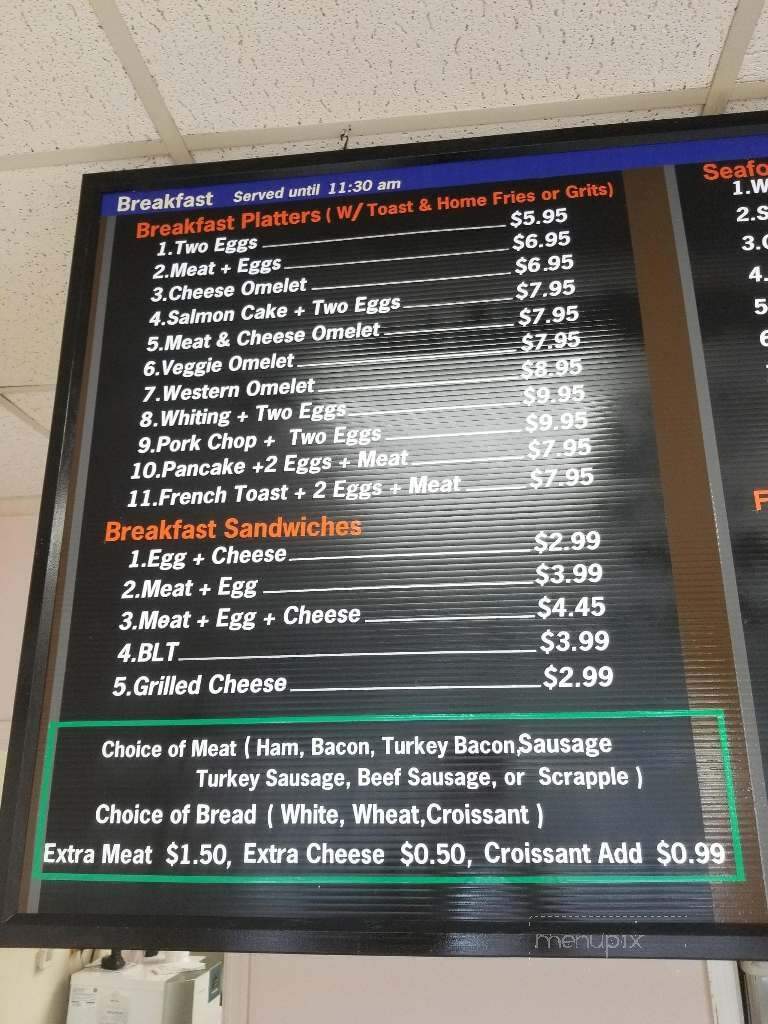 Breakfast Served until 11:30 am
Breakfast Platters ( W/ Toast & Home Fries or Grits)
1.Two Eggs $5.95
2.Meat + Eggs $6.95
3.Cheese Omelet $6.95
4.Salmon Cake + Two Eggs $7.95
5.Meat & Cheese Omelet $7.95
6.Veggie Omelet $7.95
7.Western Omelet $8.95
8.Whiting + Two Eggs $9.95
9.Pork Chop + Two Eggs $9.95
10.Pancake +2 Eggs + Meat $7.95
11.French Toast + 2 Eggs + Meat $7.95
Breakfast Sandwiches
1.Egg + Cheese $2.99
2.Meat + Egg $3.99
3.Meat + Egg + Cheese $4.45
4.BLT $3.99
5.Grilled Cheese $2.99
Choice of Meat ( Ham, Bacon, Turkey Bacon,Sausage
Turkey Sausage, Beef Sausage, or Scrapple )
Choice of Bread ( White, Wheat,Croissant )
Extra Meat $1.50, Extra Cheese $0.50, Croissant Add $0.99
Seafo
1.W
2.S
3.
4.
5
6
F
menupix